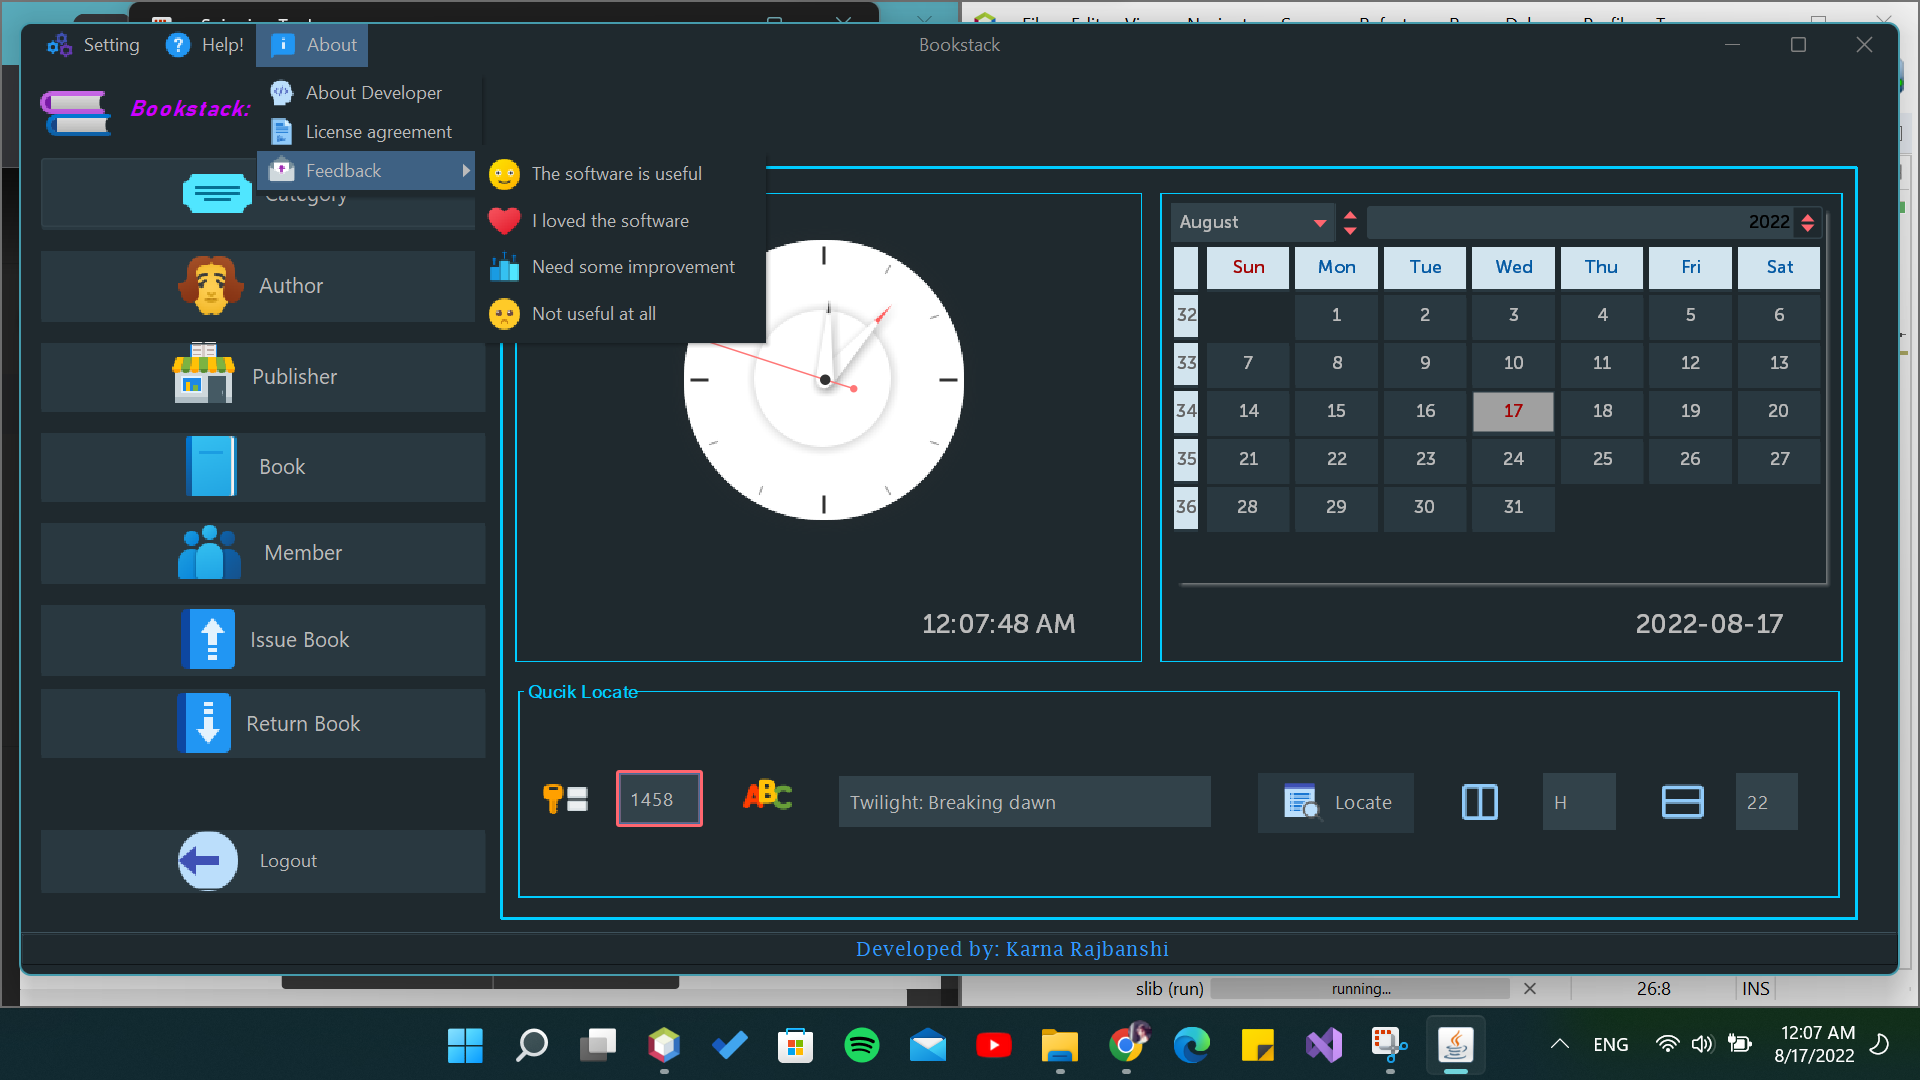 Setting
Help!
About
Bookstack
Bookstack:
About Developer
License agreement
Feedback
The software is useful
I loved the software
Need some improvement
Not useful at all
Category
Author
Publisher
Book
Member
Issue Book
Return Book
Logout
12:07:48 AM
August
2022
Sun Mon Tue Wed Thu Fri Sat
32 1 2 3 4 5 6
33 7 8 9 10 11 12 13
34 14 15 16 17 18 19 20
35 21 22 23 24 25 26 27
36 28 29 30 31
2022-08-17
Qucik Locate
1458
ABC
Twilight: Breaking dawn
Locate
H
22
Developed by: Karna Rajbanshi
slib (run)
running...
26:8
INS
ENG
12:07 AM
8/17/2022